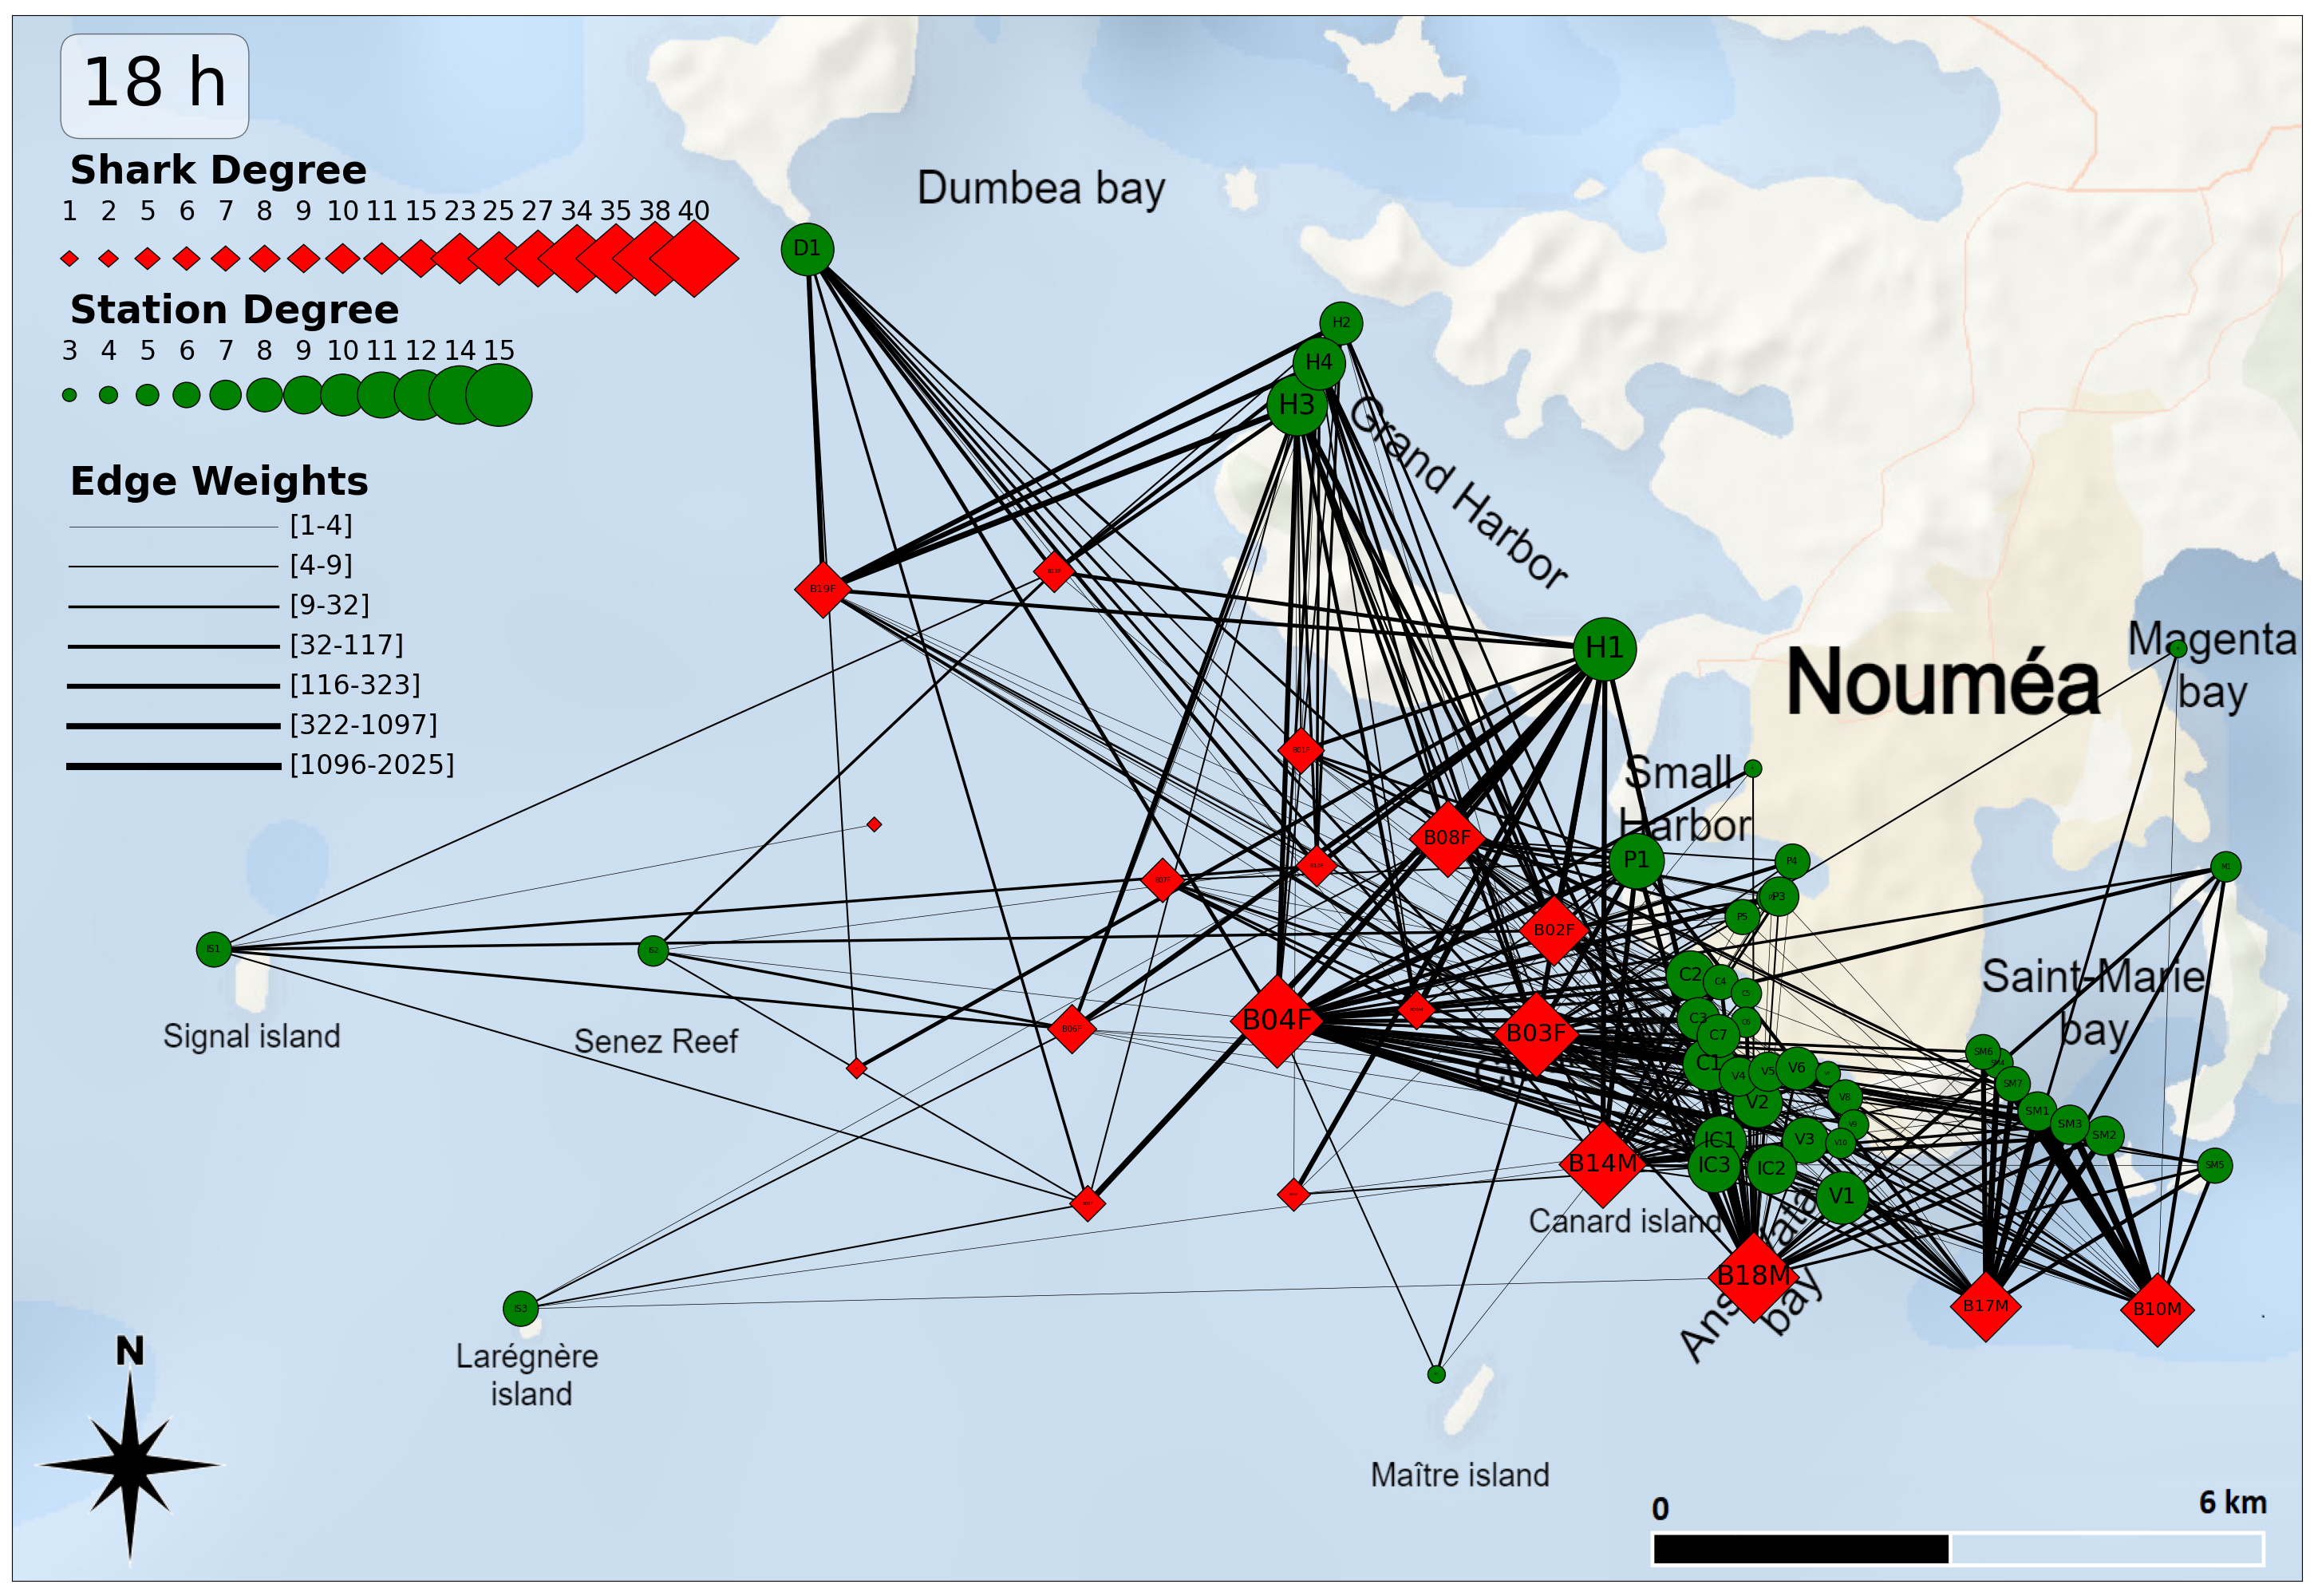 18 h
Shark Degree
1 2 5 6 7 8 9 10 11 15 23 25 27 34 35 38 40
Station Degree
3 4 5 6 7 8 9 10 11 12 14 15
Edge Weights
[1-4]
[4-9]
[9-32]
[32-117]
[116-323]
[322-1097]
[1096-2025]
Dumbea bay
D1
H2
H4
H3
Grand Harbor
B19F
H1
Nouméa
Magenta
bay
Small
Harbor
B01F
B08F
P1
P4
P3
P5
M1
B07F
B02F
IS1
IS2
Signal island
Senez Reef
B06F
B04F
B03F
C2
C4
C5
C3
C7
C6
C1
Saint-Marie
bay
V4
V5
V6
V2
V8
V9
V3
V10
IC1
IC3
IC2
V1
SM6
SM7
SM1
SM3
SM2
SM5
B14M
Canard island
B18M
bay
B17M
B10M
IS3
Larégnère
island
Maître island
N
0
6 km